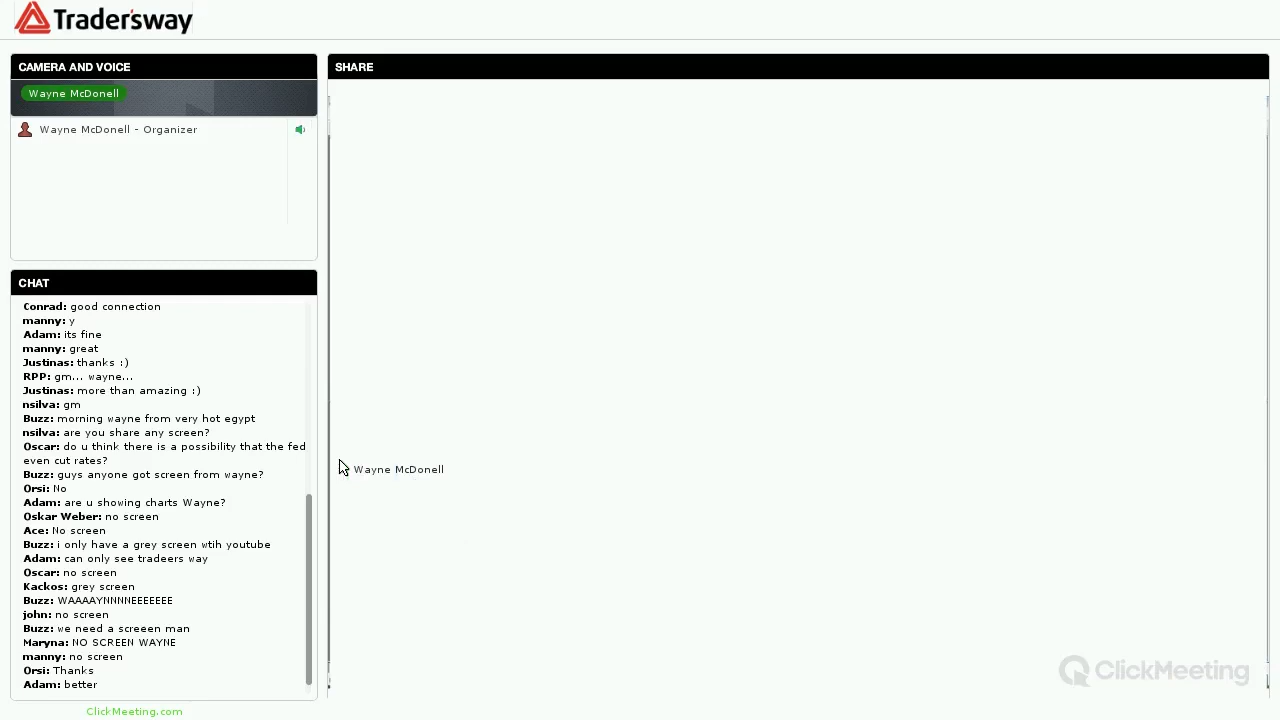 Trader'sway
CAMERA AND VOICE
Wayne McDonell
Wayne McDonell - Organizer
CHAT
Conrad: good connection
manny: y
Adam: its fine
manny: great
Justinas: thanks :)
RPP: gm... wayne...
Justinas: more than amazing :)
nsilva: gm
Buzz: morning wayne from very hot egypt
nsilva: are you share any screen?
Oscar: do u think there is a possibility that the fed
even cut rates?
Buzz: guys anyone got screen from wayne?
Orsi: No
Adam: are u showing charts Wayne?
Oskar Weber: no screen
Ace: No screen
Buzz: i only have a grey screen wtih youtube
Adam: can only see tradeers way
Oscar: no screen
Kackos: grey screen
Buzz: WAAAAYNNNNEEEEEEE
john: no screen
Buzz: we need a screeen man
Maryna: NO SCREEN WAYNE
manny: no screen
Orsi: Thanks
Adam: better
ClickMeeting.com
SHARE
Wayne McDonell
ClickMeeting